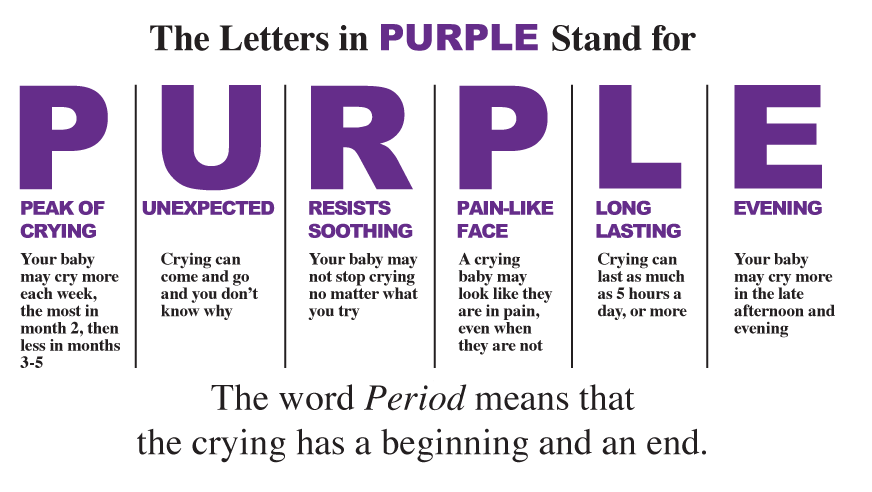 The Letters in PURPLE Stand for
P
PEAK OF
CRYING
Your baby
may cry more
each week,
the most in
month 2, then
less in months
3-5
U
UNEXPECTED
Crying can
come and go
and you don't
know why
R
RESISTS
SOOTHING
Your baby may
not stop crying
no matter what
you try
P
PAIN-LIKE
FACE
A crying
baby may
look like they
are in pain,
even when
they are not
L
LONG
LASTING
Crying can
last as much
as 5 hours a
day, or more
E
EVENING
Your baby
may cry more
in the late
afternoon and
evening
The word Period means that
the crying has a beginning and an end.